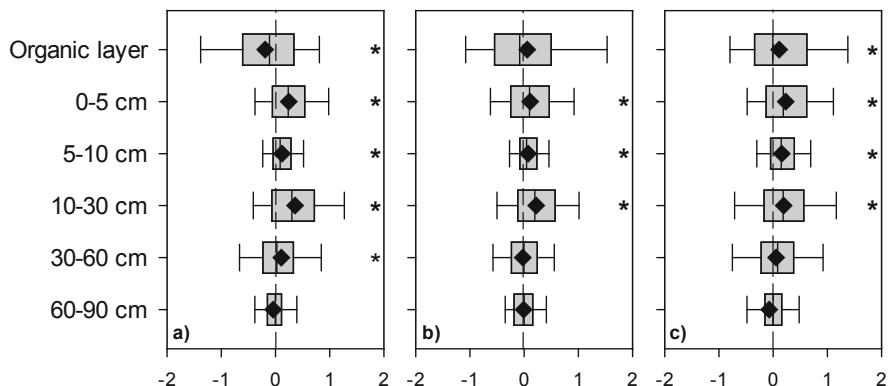 Organic layer * *
0-5 cm * * *
5-10 cm * * *
10-30 cm * * *
30-60 cm *
60-90 cm
a) b) c)
-2 -1 0 1 2 -2 -1 0 1 2 -2 -1 0 1 2